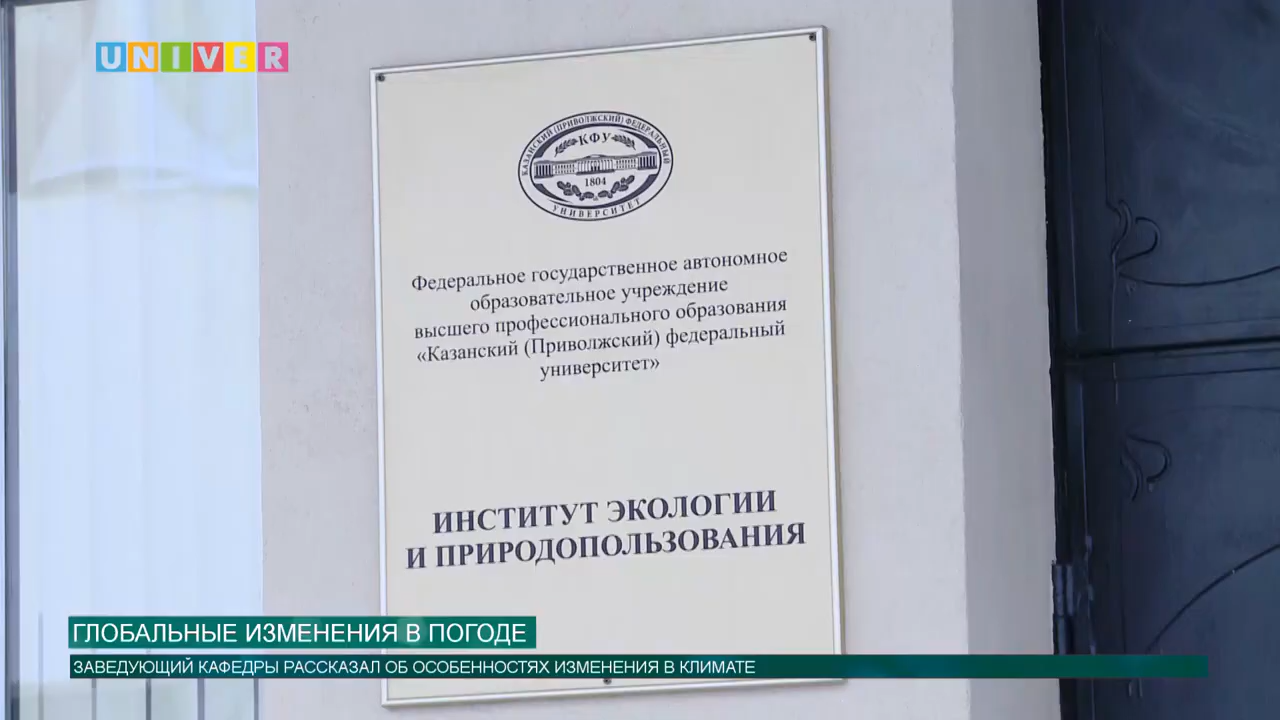 UNIVER
КАЗАНСКИЙ (ПРИВОЛЖСКИЙ) ФЕДЕРАЛЬНЫЙ
КФУ
1804
УНИВЕРСИТЕТ
Федеральное государственное автономное
образовательное учреждение
высшего профессионального образования
«Казанский (Приволжский) федеральный
университет»
ИНСТИТУТ ЭКОЛОГИИ
И ПРИРОДОПОЛЬЗОВАНИЯ
ГЛОБАЛЬНЫЕ ИЗМЕНЕНИЯ В ПОГОДЕ
ЗАВЕДУЮЩИЙ КАФЕДРЫ РАССКАЗАЛ ОБ ОСОБЕННОСТЯХ ИЗМЕНЕНИЯ В КЛИМАТЕ